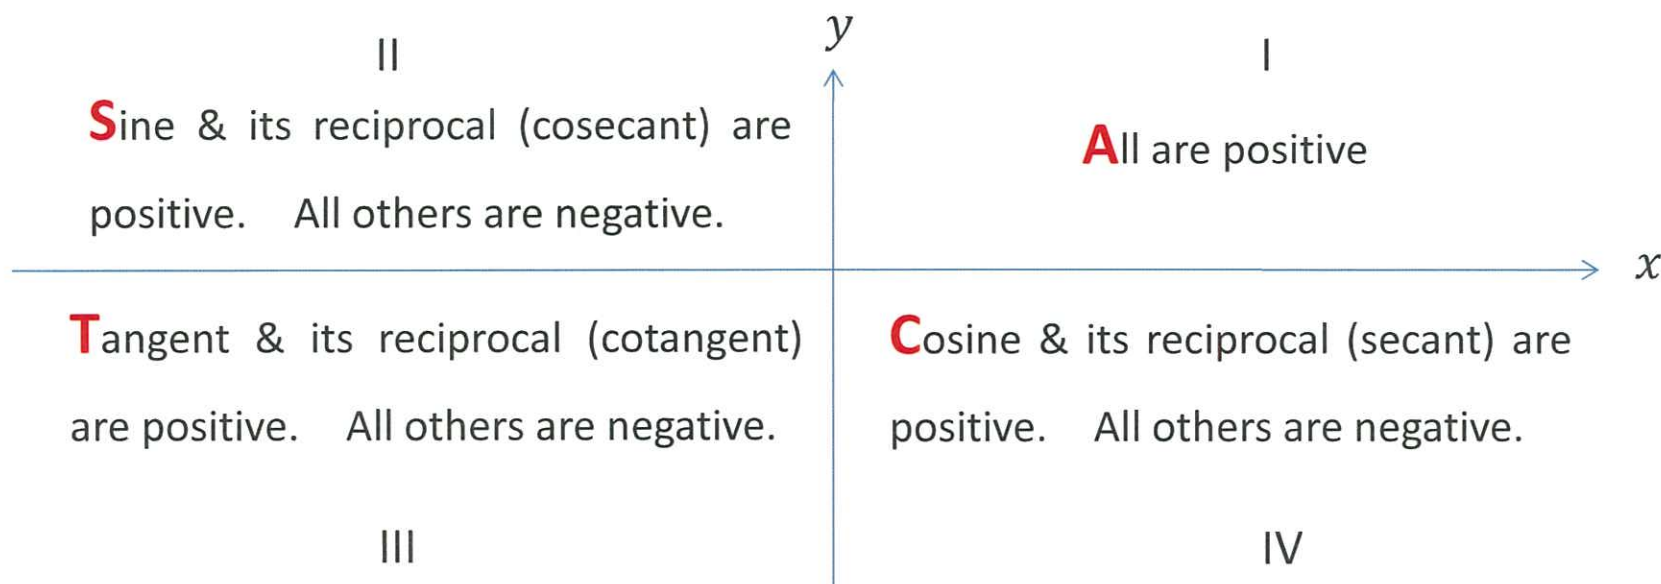 y
II
I
Sine & its reciprocal (cosecant) are
positive. All others are negative.
All are positive
x
Tangent & its reciprocal (cotangent)
are positive. All others are negative.
Cosine & its reciprocal (secant) are
positive. All others are negative.
III
IV